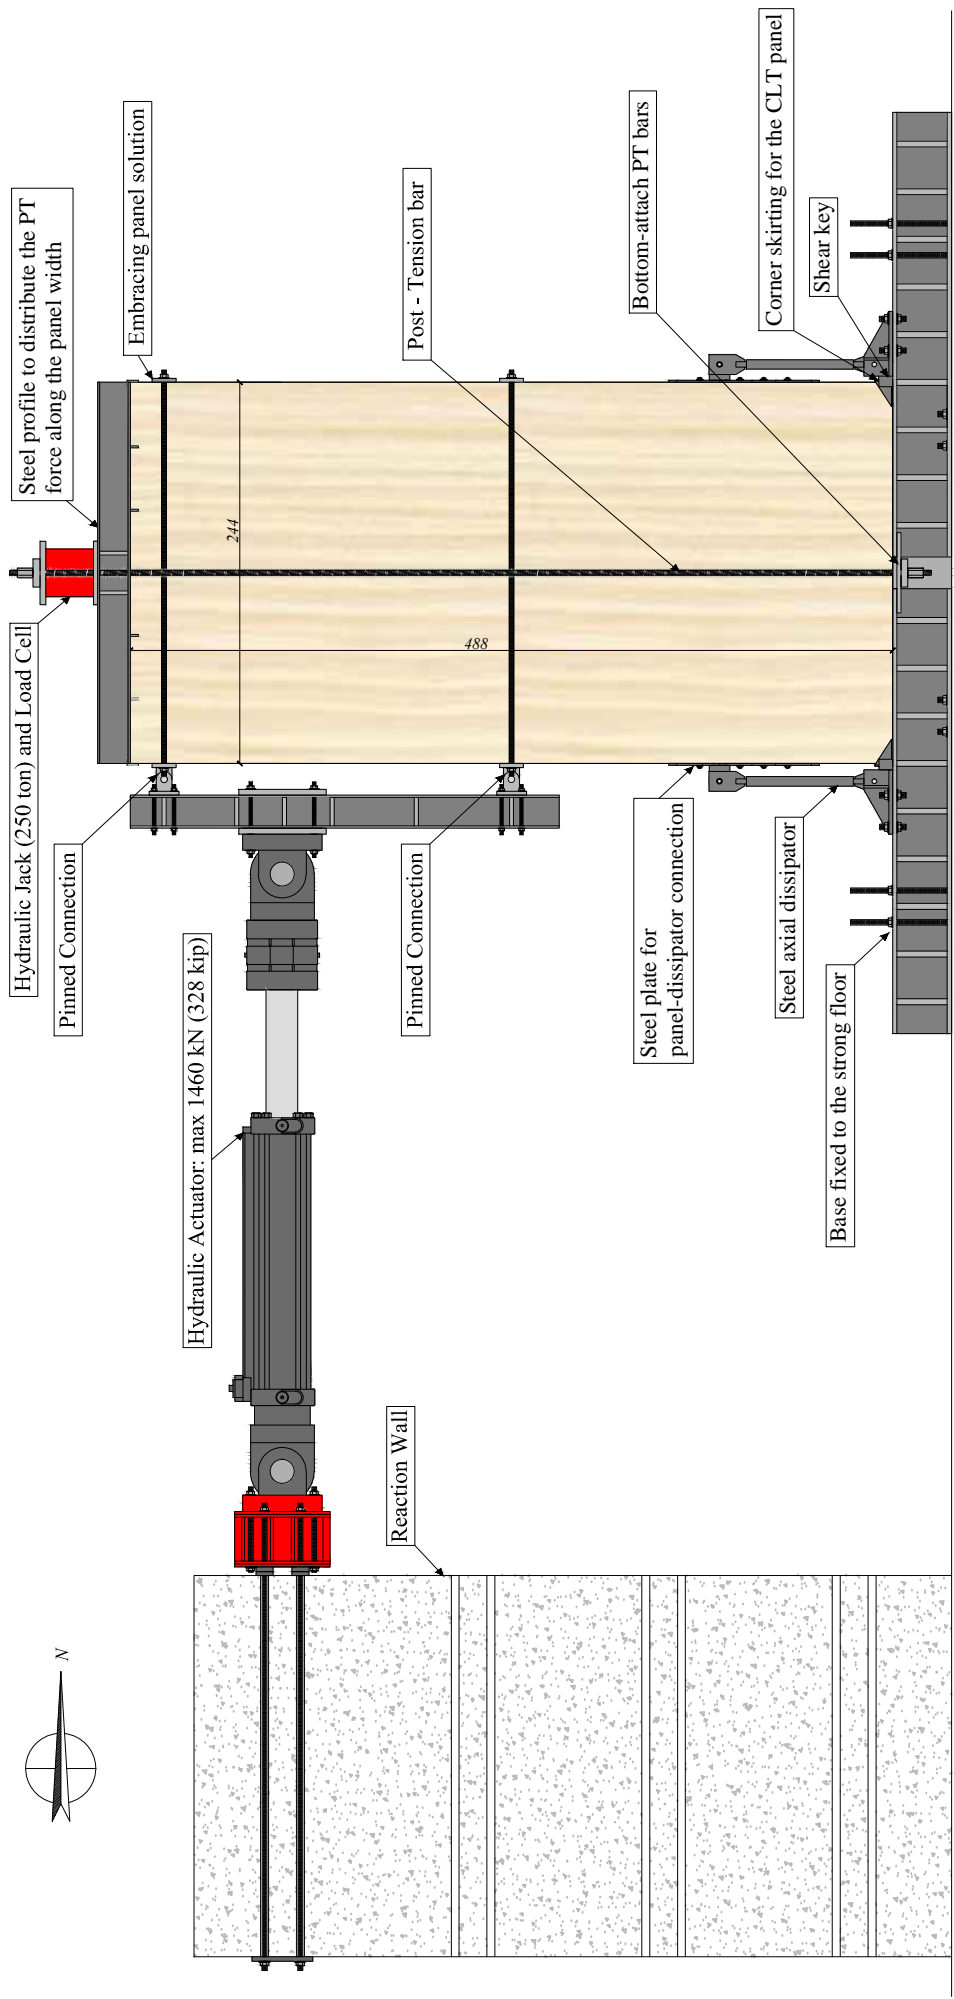 Steel profile to distribute the PT
force along the panel width
Embracing panel solution
Post - Tension bar
Bottom-attach PT bars
Corner skirting for the CLT panel
Shear key
244
488
Hydraulic Jack (250 ton) and Load Cell
Pinned Connection
Hydraulic Actuator: max 1460 kN (328 kip)
Pinned Connection
Steel plate for
panel-dissipator connection
Steel axial dissipator
Base fixed to the strong floor
Reaction Wall
N